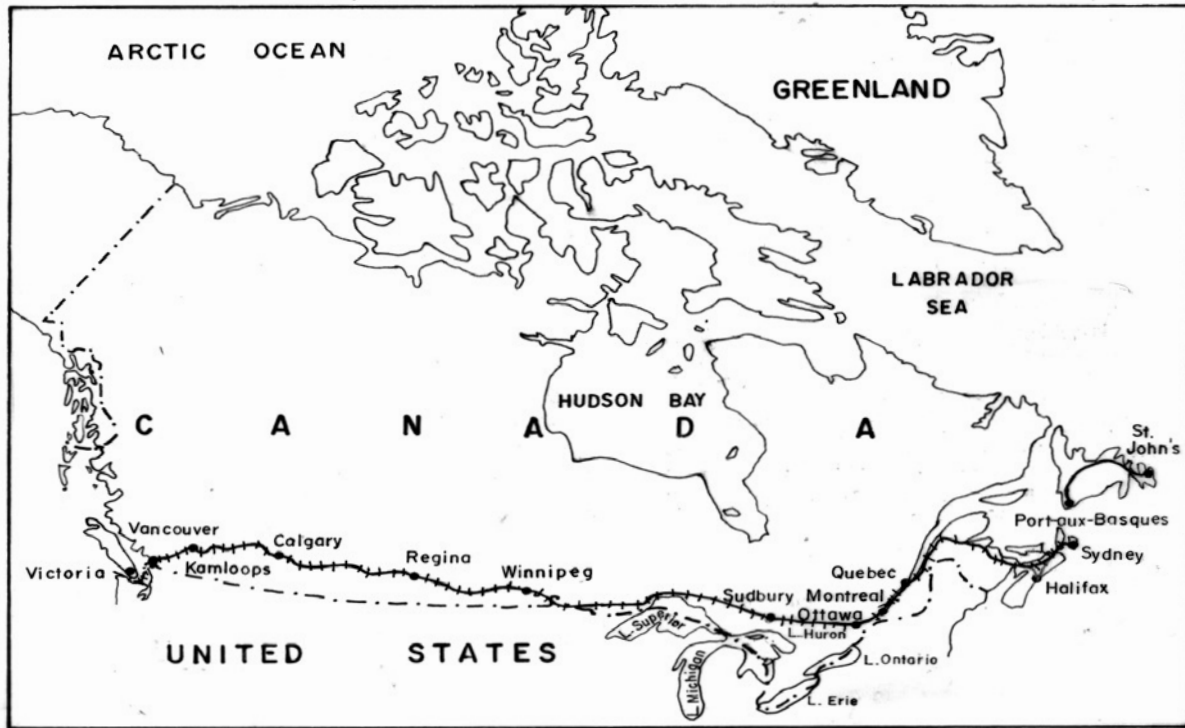 ARCTIC OCEAN
GREENLAND
LABRADOR
SEA
HUDSON BAY
CANADA
St.
John's
Port-aux-Basques
Vancouver
Calgary
Sydney
Victoria
Kamloops
Regina
Winnipeg
Quebec
Halifax
Sudbury
Montreal
Ottawa
L. Superior
L. Huron
UNITED STATES
L. Ontario
L. Michigan
L. Erie